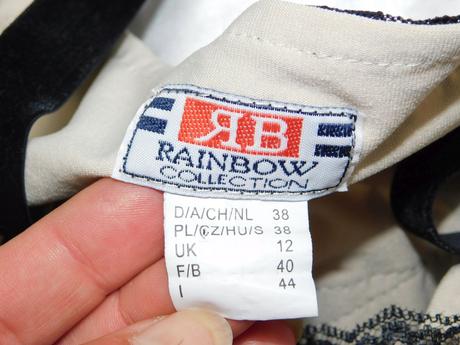 RB
RAINBOW
COLLECTION
D/A/CH/NL 38
PL/CZ/HU/S 38
UK 12
F/B 40
I 44